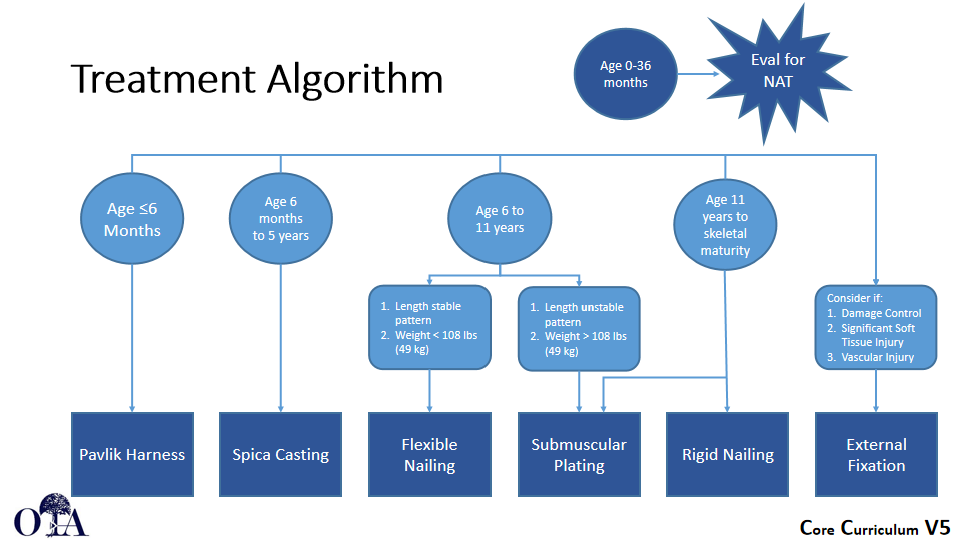 Treatment Algorithm
Age 0-36
months
Eval for
NAT
Age ≤6
Months
Age 6
months
to 5 years
Age 6 to
11 years
Age 11
years to
skeletal
maturity
1. Length stable
pattern
2. Weight < 108 lbs
(49 kg)
1. Length unstable
pattern
2. Weight > 108 lbs
(49 kg)
Consider if:
1. Damage Control
2. Significant Soft
Tissue Injury
3. Vascular Injury
Pavlik Harness
Spica Casting
Flexible
Nailing
Submuscular
Plating
Rigid Nailing
External
Fixation
OTA
Core Curriculum V5